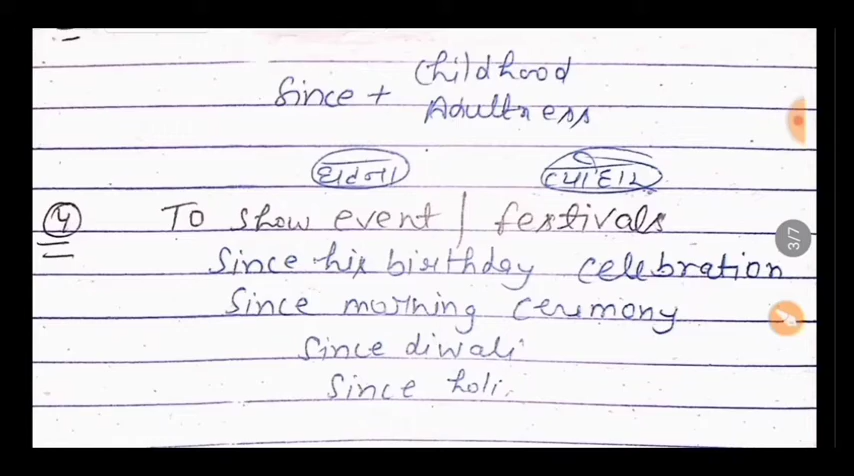 Childhood
Since +
Adultness
घटना त्योहार
4 To show event / festivals
Since his birthday celebration
Since morning ceremony
Since diwali
Since holi.
3/7